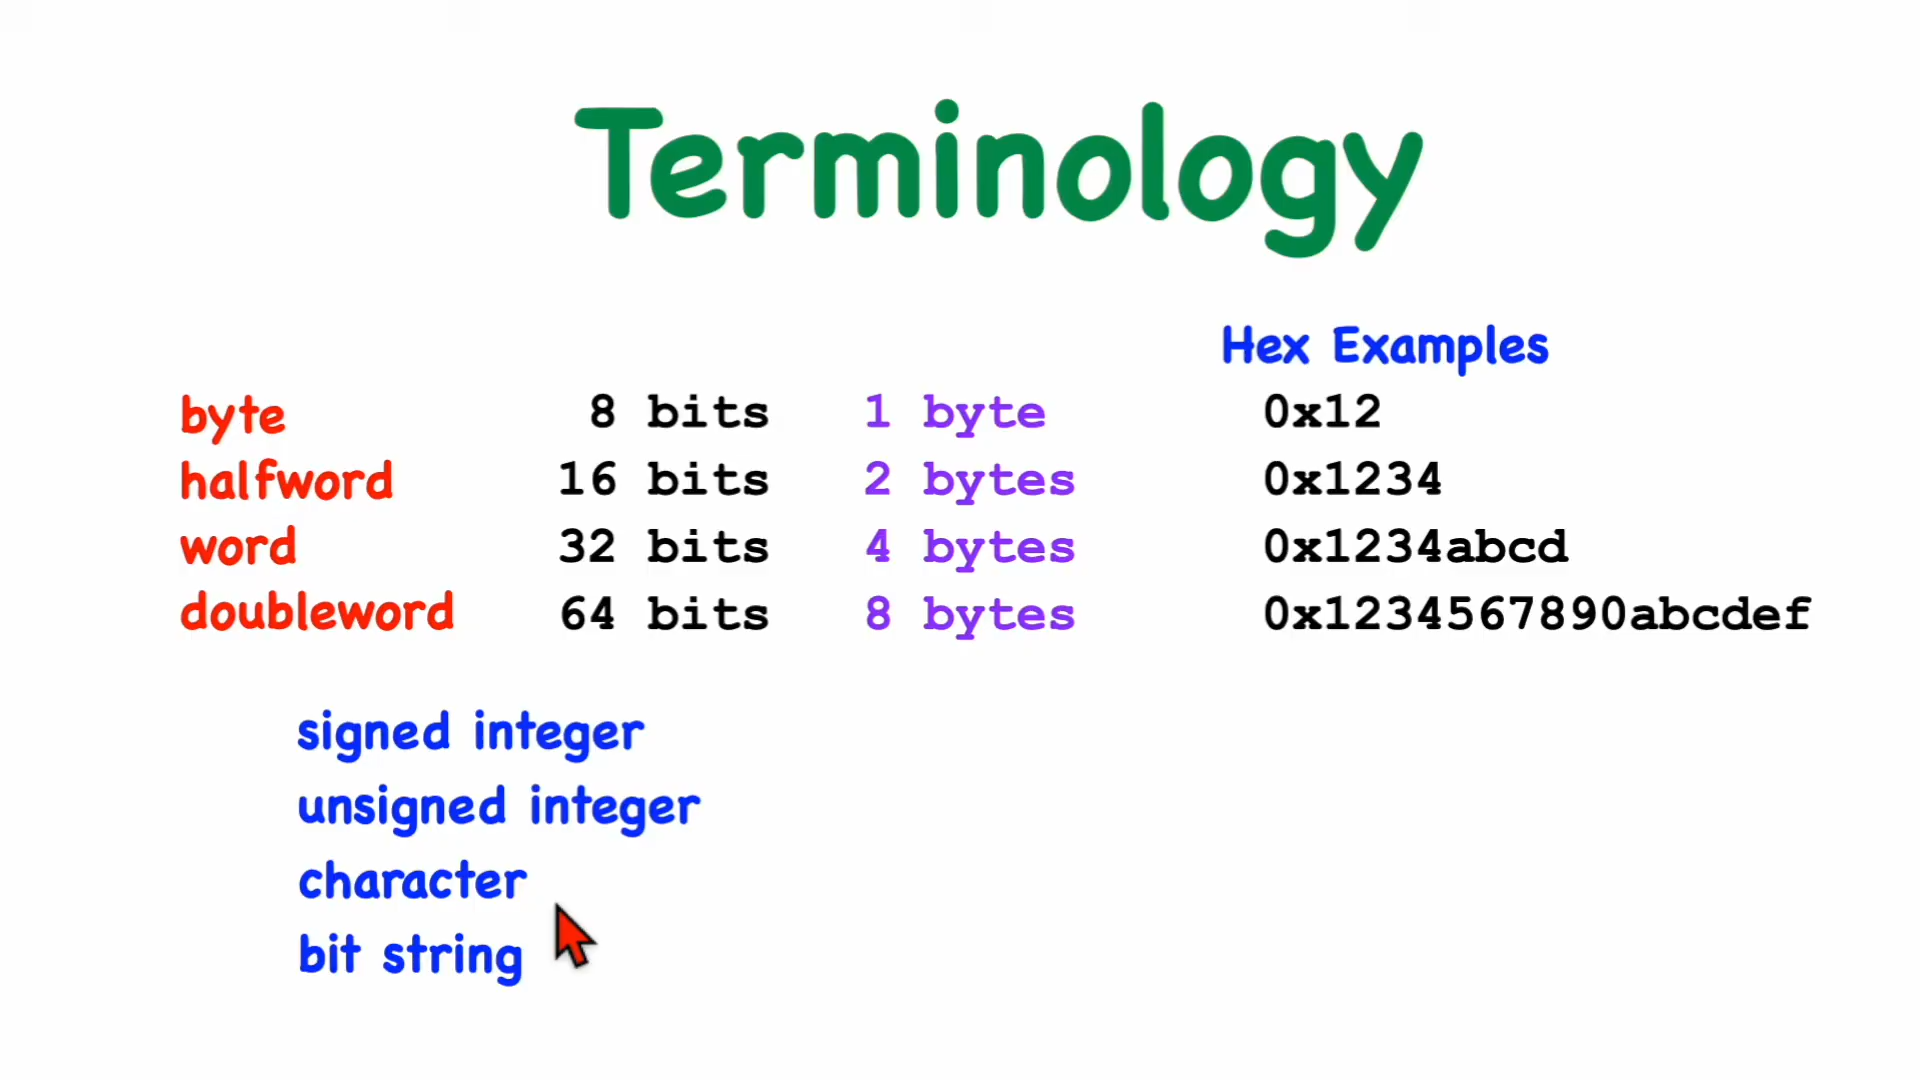 Terminology
Hex Examples
byte 8 bits 1 byte 0x12
halfword 16 bits 2 bytes 0x1234
word 32 bits 4 bytes 0x1234abcd
doubleword 64 bits 8 bytes 0x1234567890abcdef
signed integer
unsigned integer
character
bit string